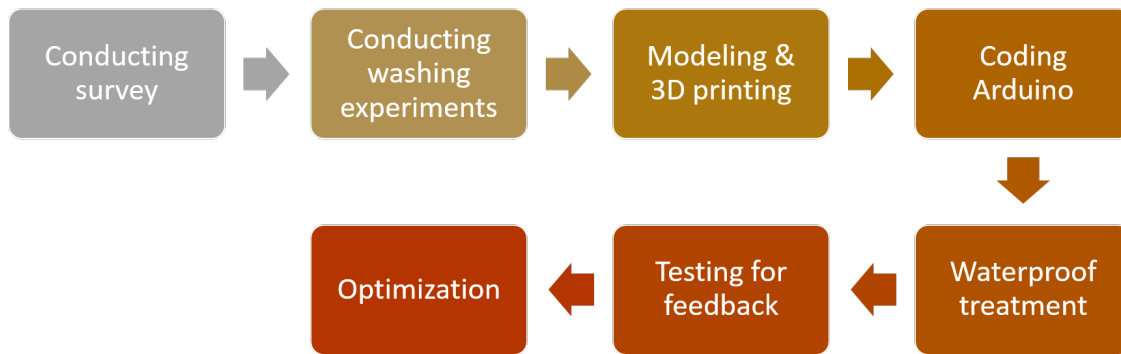 Conducting
survey
Conducting
washing
experiments
Modeling &
3D printing
Coding
Arduino
Waterproof
treatment
Testing for
feedback
Optimization